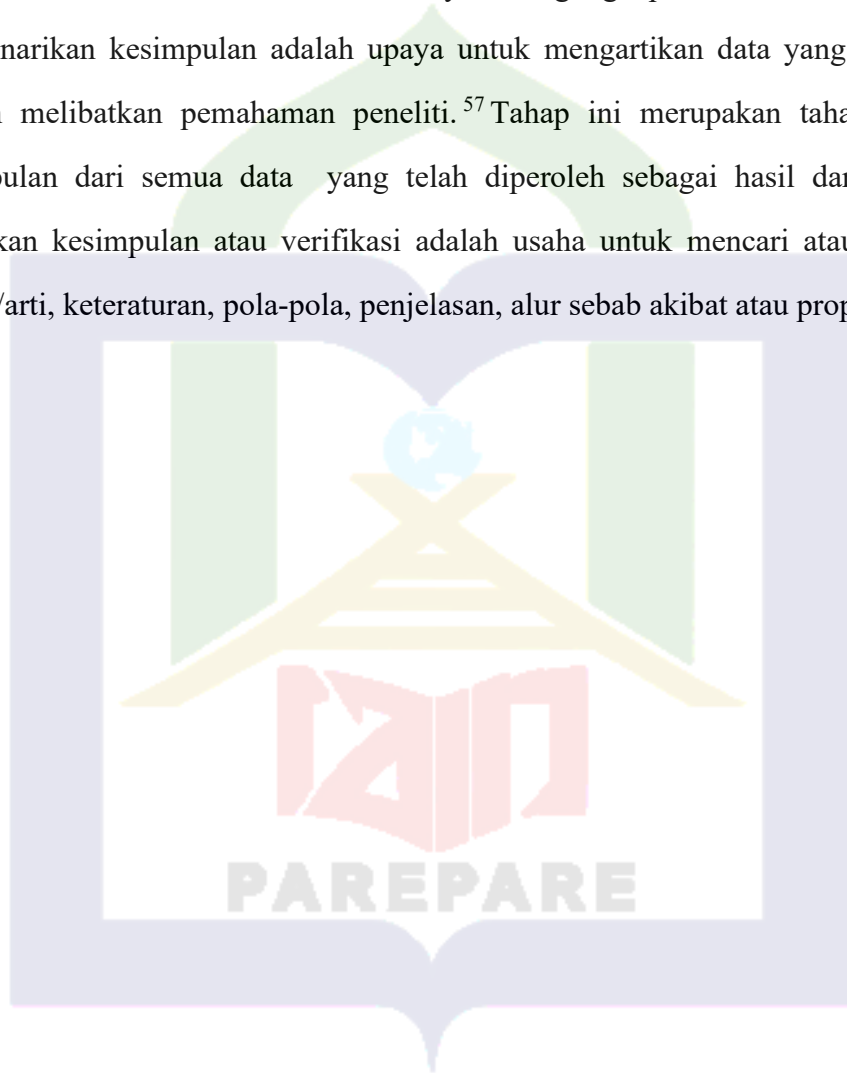 narikan kesimpulan adalah upaya untuk mengartikan data yang
melibatkan pemahaman peneliti. 57 Tahap ini merupakan taha
pulan dari semua data yang telah diperoleh sebagai hasil dar
kan kesimpulan atau verifikasi adalah usaha untuk mencari atau
/arti, keteraturan, pola-pola, penjelasan, alur sebab akibat atau prop
iain
PAREPARE